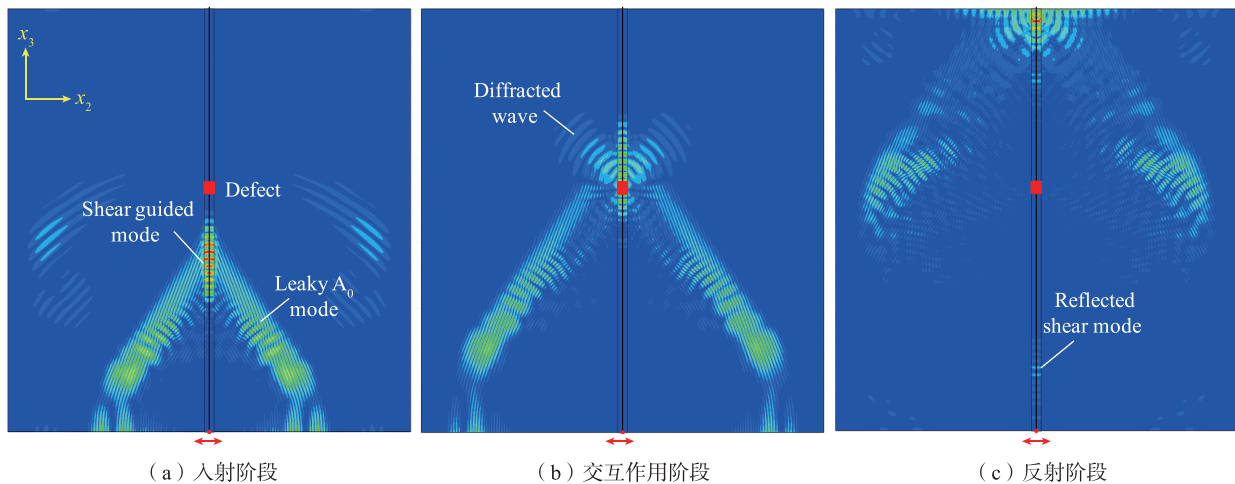 x₃
x₂
Defect
Shear guided
mode
Leaky A₀
mode
Diffracted
wave
Reflected
shear mode
（a）入射阶段
（b）交互作用阶段
（c）反射阶段